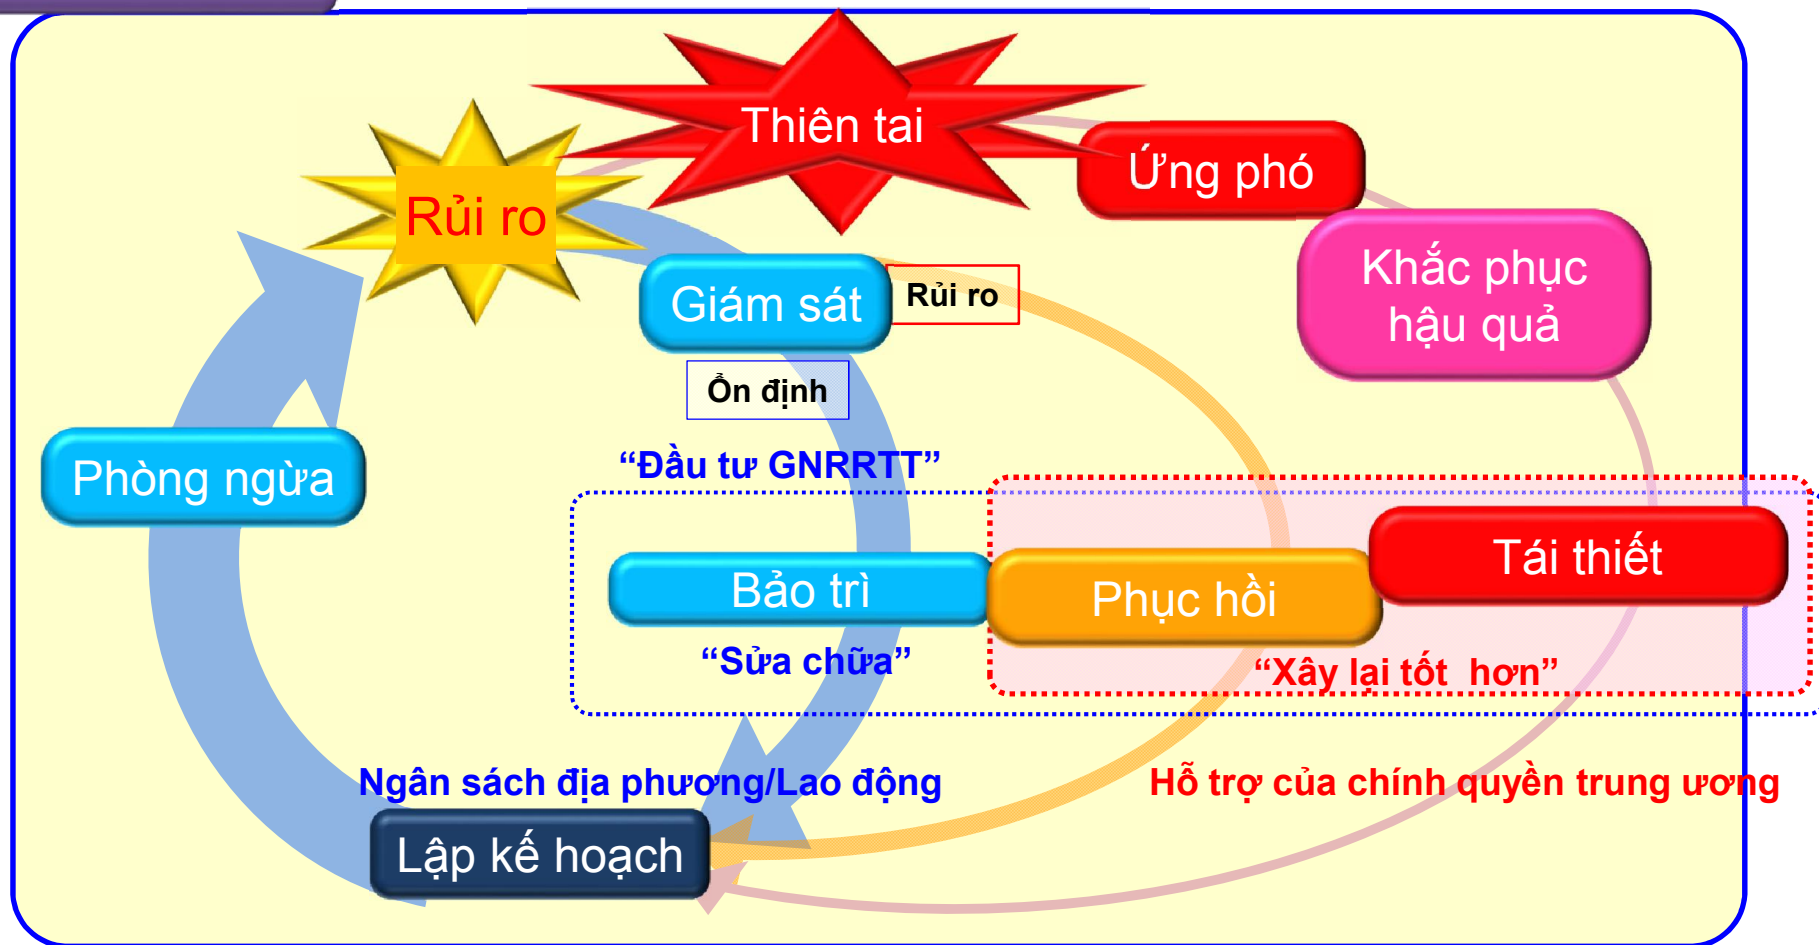 Thiên tai
Ứng phó
Rủi ro
Khắc phục
hậu quả
Giám sát
Rủi ro
Ổn định
“Đầu tư GNRRTT”
Phòng ngừa
Tái thiết
Bảo trì
Phục hồi
“Sửa chữa”
“Xây lại tốt hơn”
Ngân sách địa phương/Lao động
Hỗ trợ của chính quyền trung ương
Lập kế hoạch